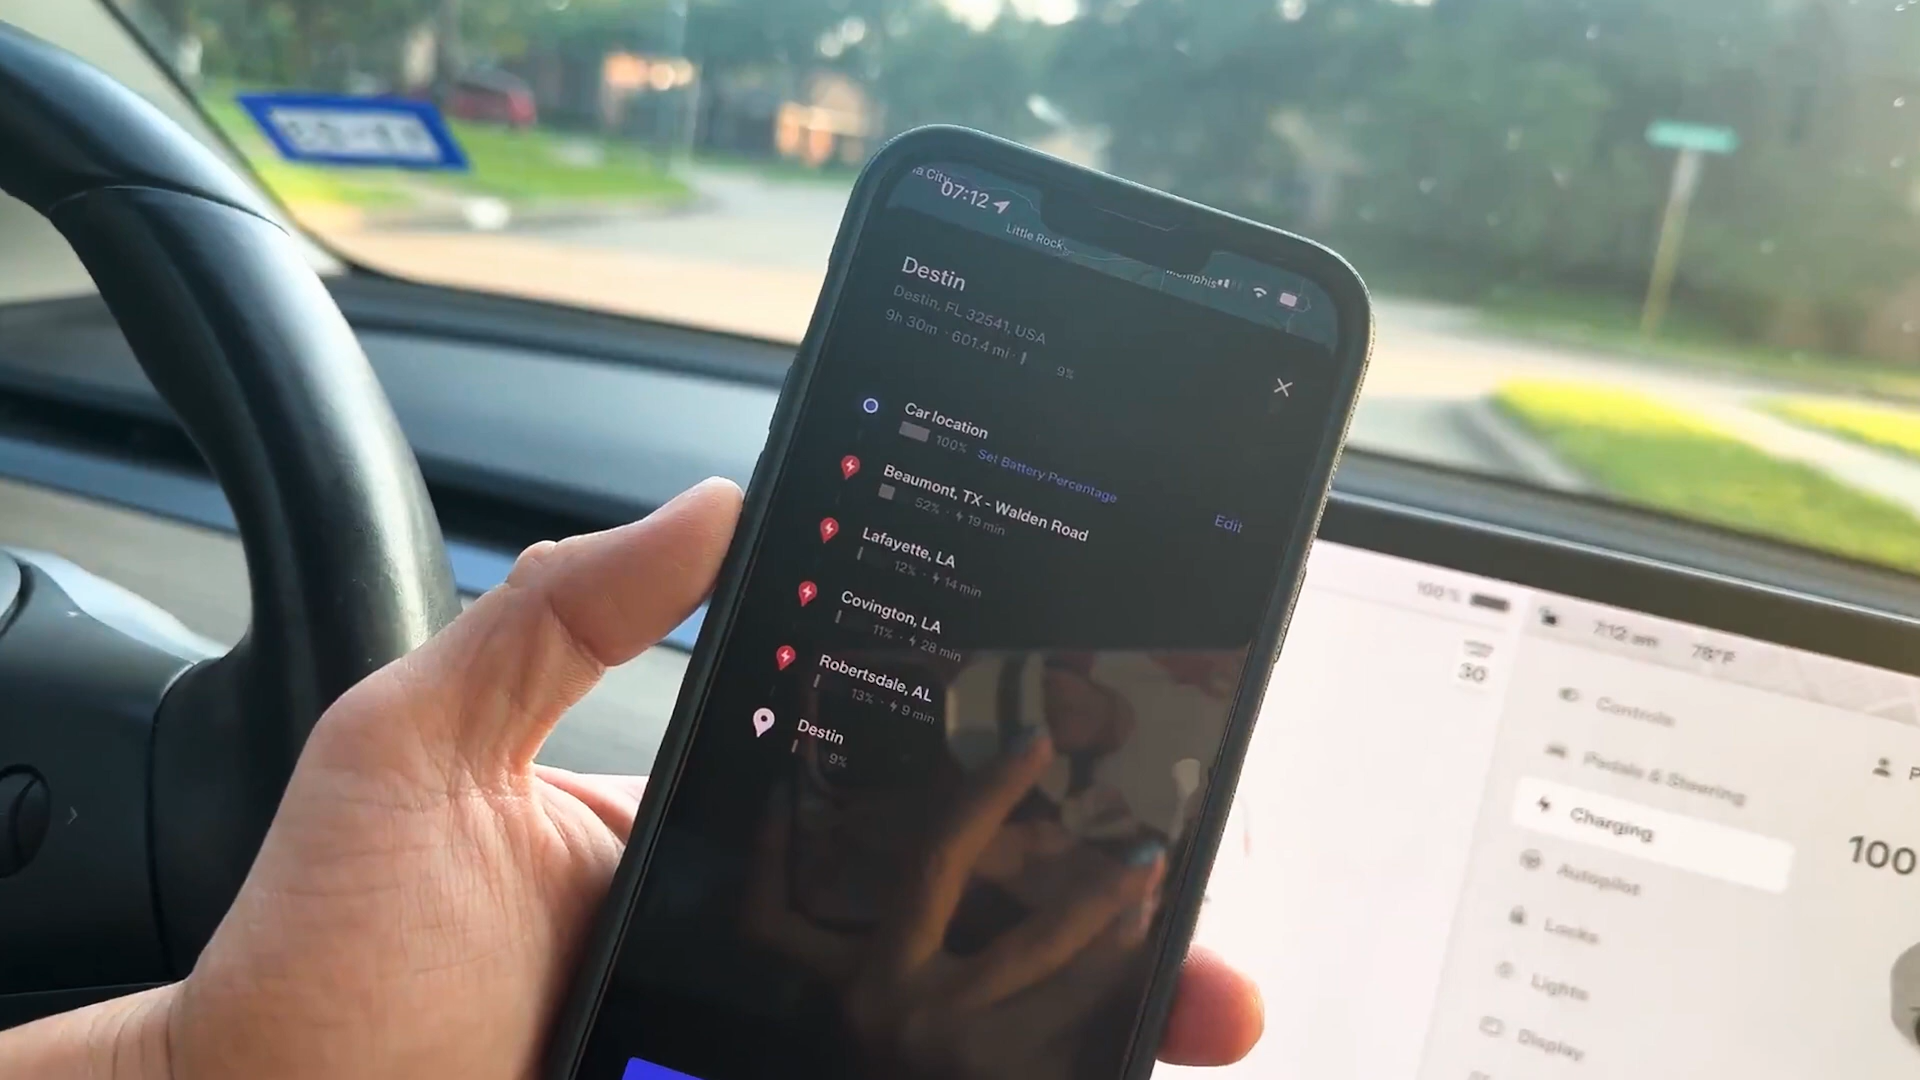 a City
07:12
Little Rock
Memphis
Destin
Destin, FL 32541, USA
9h 30m · 601.4 mi · 9%
Car location
100% Set Battery Percentage
Beaumont, TX - Walden Road
52% · 19 min
Edit
Lafayette, LA
12% · 14 min
Covington, LA
11% · 28 min
Robertsdale, AL
13% · 9 min
Destin
9%
100%
7:12 am
78°F
30
Controls
Pedals & Steering
Charging
Autopilot
Locks
Lights
Display
P
100